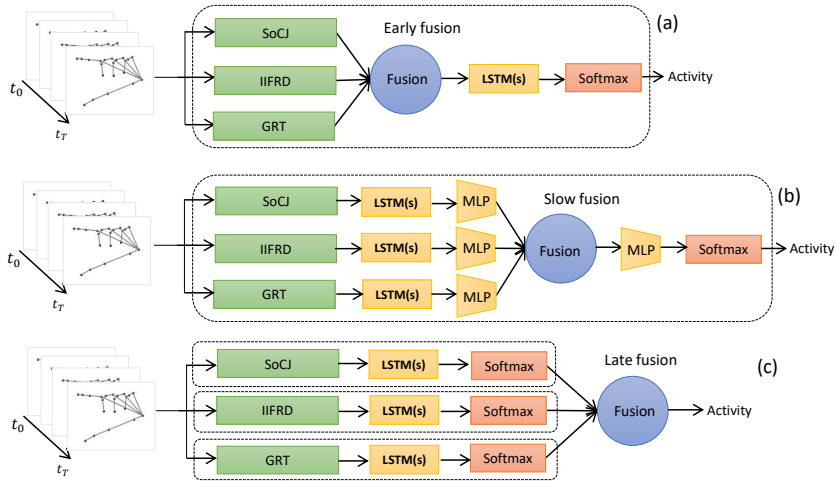 (a)
Early fusion
SoCJ
IIFRD
GRT
Fusion
LSTM(s)
Softmax
Activity
t0
tT
(b)
Slow fusion
SoCJ
LSTM(s)
MLP
IIFRD
LSTM(s)
MLP
GRT
LSTM(s)
MLP
Fusion
MLP
Softmax
Activity
t0
tT
(c)
Late fusion
SoCJ
LSTM(s)
Softmax
IIFRD
LSTM(s)
Softmax
GRT
LSTM(s)
Softmax
Fusion
Activity
t0
tT